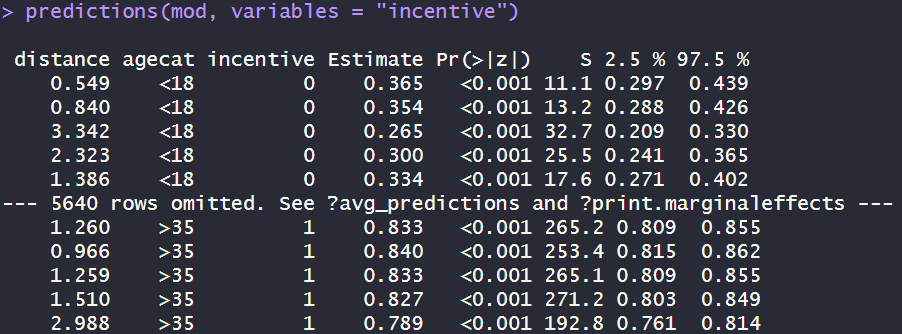 > predictions(mod, variables = "incentive")
distance agecat incentive Estimate Pr(>|z|) S 2.5 % 97.5 %
0.549 <18 0 0.365 <0.001 11.1 0.297 0.439
0.840 <18 0 0.354 <0.001 13.2 0.288 0.426
3.342 <18 0 0.265 <0.001 32.7 0.209 0.330
2.323 <18 0 0.300 <0.001 25.5 0.241 0.365
1.386 <18 0 0.334 <0.001 17.6 0.271 0.402
--- 5640 rows omitted. See ?avg_predictions and ?print.marginaleffects ---
1.260 >35 1 0.833 <0.001 265.2 0.809 0.855
0.966 >35 1 0.840 <0.001 253.4 0.815 0.862
1.259 >35 1 0.833 <0.001 265.1 0.809 0.855
1.510 >35 1 0.827 <0.001 271.2 0.803 0.849
2.988 >35 1 0.789 <0.001 192.8 0.761 0.814